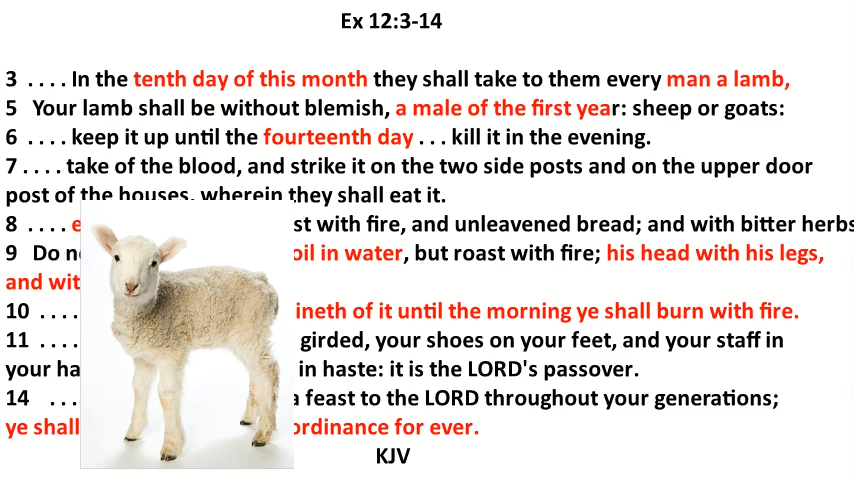 Ex 12:3-14
3 . . . . In the tenth day of this month they shall take to them every man a lamb,
5 Your lamb shall be without blemish, a male of the first year: sheep or goats:
6 . . . . keep it up until the fourteenth day . . . kill it in the evening.
7 . . . . take of the blood, and strike it on the two side posts and on the upper door
post of the houses, wherein they shall eat it.
8 . . . . st with fire, and unleavened bread; and with bitter herbs
9 Do oil in water, but roast with fire; his head with his legs,
and wit
10 . . . . ineth of it until the morning ye shall burn with fire.
11 . . . . girded, your shoes on your feet, and your staff in
your ha in haste: it is the LORD's passover.
14 . . . a feast to the LORD throughout your generations;
ye shall ordinance for ever.
KJV